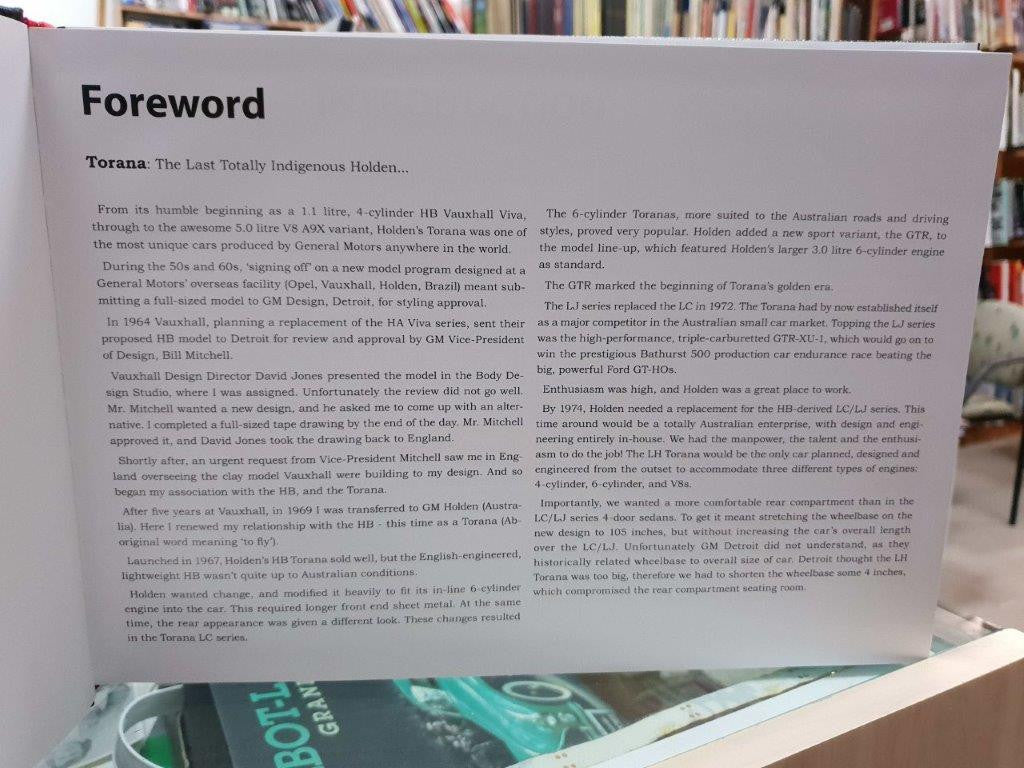 Foreword
Torana: The Last Totally Indigenous Holden...
From its humble beginning as a 1.1 litre, 4-cylinder HB Vauxhall Viva,
through to the awesome 5.0 litre V8 A9X variant, Holden's Torana was one of
the most unique cars produced by General Motors anywhere in the world.
During the 50s and 60s, 'signing off' on a new model program designed at a
General Motors' overseas facility (Opel, Vauxhall, Holden, Brazil) meant sub-
mitting a full-sized model to GM Design, Detroit, for styling approval.
In 1964 Vauxhall, planning a replacement of the HA Viva series, sent their
proposed HB model to Detroit for review and approval by GM Vice-President
of Design, Bill Mitchell.
Vauxhall Design Director David Jones presented the model in the Body De-
sign Studio, where I was assigned. Unfortunately the review did not go well.
Mr. Mitchell wanted a new design, and he asked me to come up with an alter-
native. I completed a full-sized tape drawing by the end of the day. Mr. Mitchell
approved it, and David Jones took the drawing back to England.
Shortly after, an urgent request from Vice-President Mitchell saw me in Eng-
land overseeing the clay model Vauxhall were building to my design. And so
began my association with the HB, and the Torana.
After five years at Vauxhall, in 1969 I was transferred to GM Holden (Austra-
lia). Here I renewed my relationship with the HB - this time as a Torana (Ab-
original word meaning 'to fly').
Launched in 1967, Holden's HB Torana sold well, but the English-engineered,
lightweight HB wasn't quite up to Australian conditions.
Holden wanted change, and modified it heavily to fit its in-line 6-cylinder
engine into the car. This required longer front end sheet metal. At the same
time, the rear appearance was given a different look. These changes resulted
in the Torana LC series.
The 6-cylinder Toranas, more suited to the Australian roads and driving
styles, proved very popular. Holden added a new sport variant, the GTR, to
the model line-up, which featured Holden's larger 3.0 litre 6-cylinder engine
as standard.
The GTR marked the beginning of Torana's golden era.
The LJ series replaced the LC in 1972. The Torana had by now established itself
as a major competitor in the Australian small car market. Topping the LJ series
was the high-performance, triple-carburetted GTR-XU-1, which would go on to
win the prestigious Bathurst 500 production car endurance race beating the
big, powerful Ford GT-HOs.
Enthusiasm was high, and Holden was a great place to work.
By 1974, Holden needed a replacement for the HB-derived LC/LJ series. This
time around would be a totally Australian enterprise, with design and engi-
neering entirely in-house. We had the manpower, the talent and the enthusi-
asm to do the job! The LH Torana would be the only car planned, designed and
engineered from the outset to accommodate three different types of engines:
4-cylinder, 6-cylinder, and V8s.
Importantly, we wanted a more comfortable rear compartment than in the
LC/LJ series 4-door sedans. To get it meant stretching the wheelbase on the
new design to 105 inches, but without increasing the car's overall length
over the LC/LJ. Unfortunately GM Detroit did not understand, as they
historically related wheelbase to overall size of car. Detroit thought the LH
Torana was too big, therefore we had to shorten the wheelbase some 4 inches,
which compromised the rear compartment seating room.